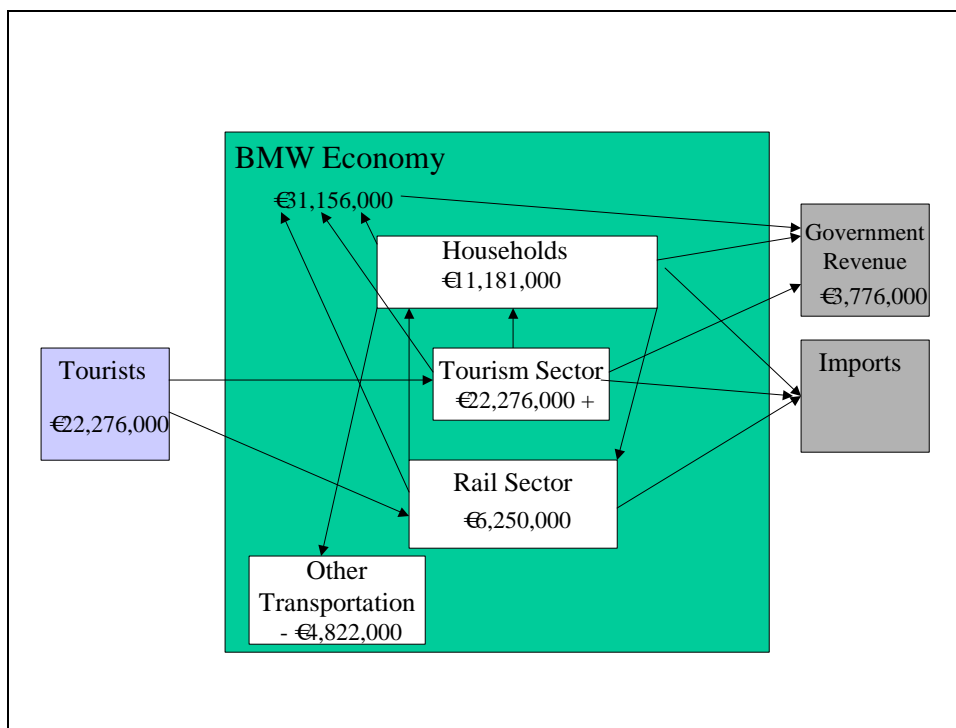 BMW Economy
€31,156,000
Households
€11,181,000
Government
Revenue
€3,776,000
Tourists
€22,276,000
Tourism Sector
€22,276,000 +
Imports
Rail Sector
€6,250,000
Other
Transportation
- €4,822,000